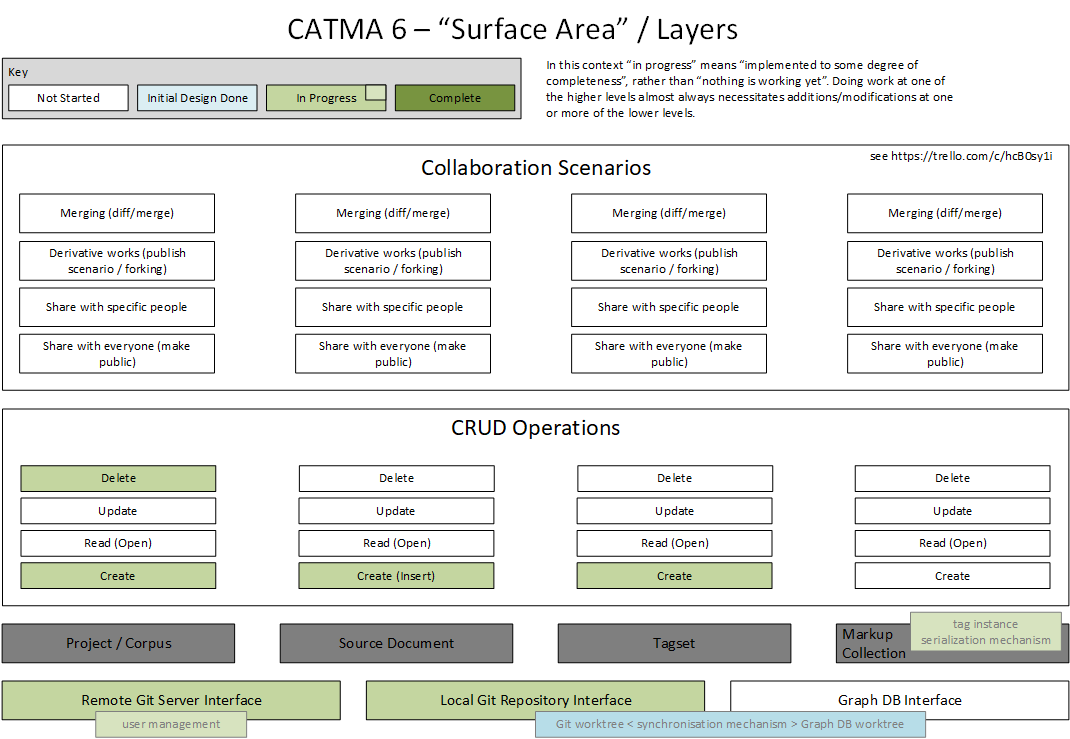 CATMA 6 – “Surface Area” / Layers
Key
Not Started
Initial Design Done
In Progress
Complete
In this context “in progress” means “implemented to some degree of
completeness”, rather than “nothing is working yet”. Doing work at one of
the higher levels almost always necessitates additions/modifications at one
or more of the lower levels.
see https://trello.com/c/hcB0sy1i
Collaboration Scenarios
Merging (diff/merge)
Merging (diff/merge)
Merging (diff/merge)
Merging (diff/merge)
Derivative works (publish
scenario / forking)
Derivative works (publish
scenario / forking)
Derivative works (publish
scenario / forking)
Derivative works (publish
scenario / forking)
Share with specific people
Share with specific people
Share with specific people
Share with specific people
Share with everyone (make
public)
Share with everyone (make
public)
Share with everyone (make
public)
Share with everyone (make
public)
CRUD Operations
Delete
Delete
Delete
Delete
Update
Update
Update
Update
Read (Open)
Read (Open)
Read (Open)
Read (Open)
Create
Create (Insert)
Create
Create
Project / Corpus
Source Document
Tagset
Markup
Collection
tag instance
serialization mechanism
Remote Git Server Interface
Local Git Repository Interface
Graph DB Interface
user management
Git worktree < synchronisation mechanism > Graph DB worktree